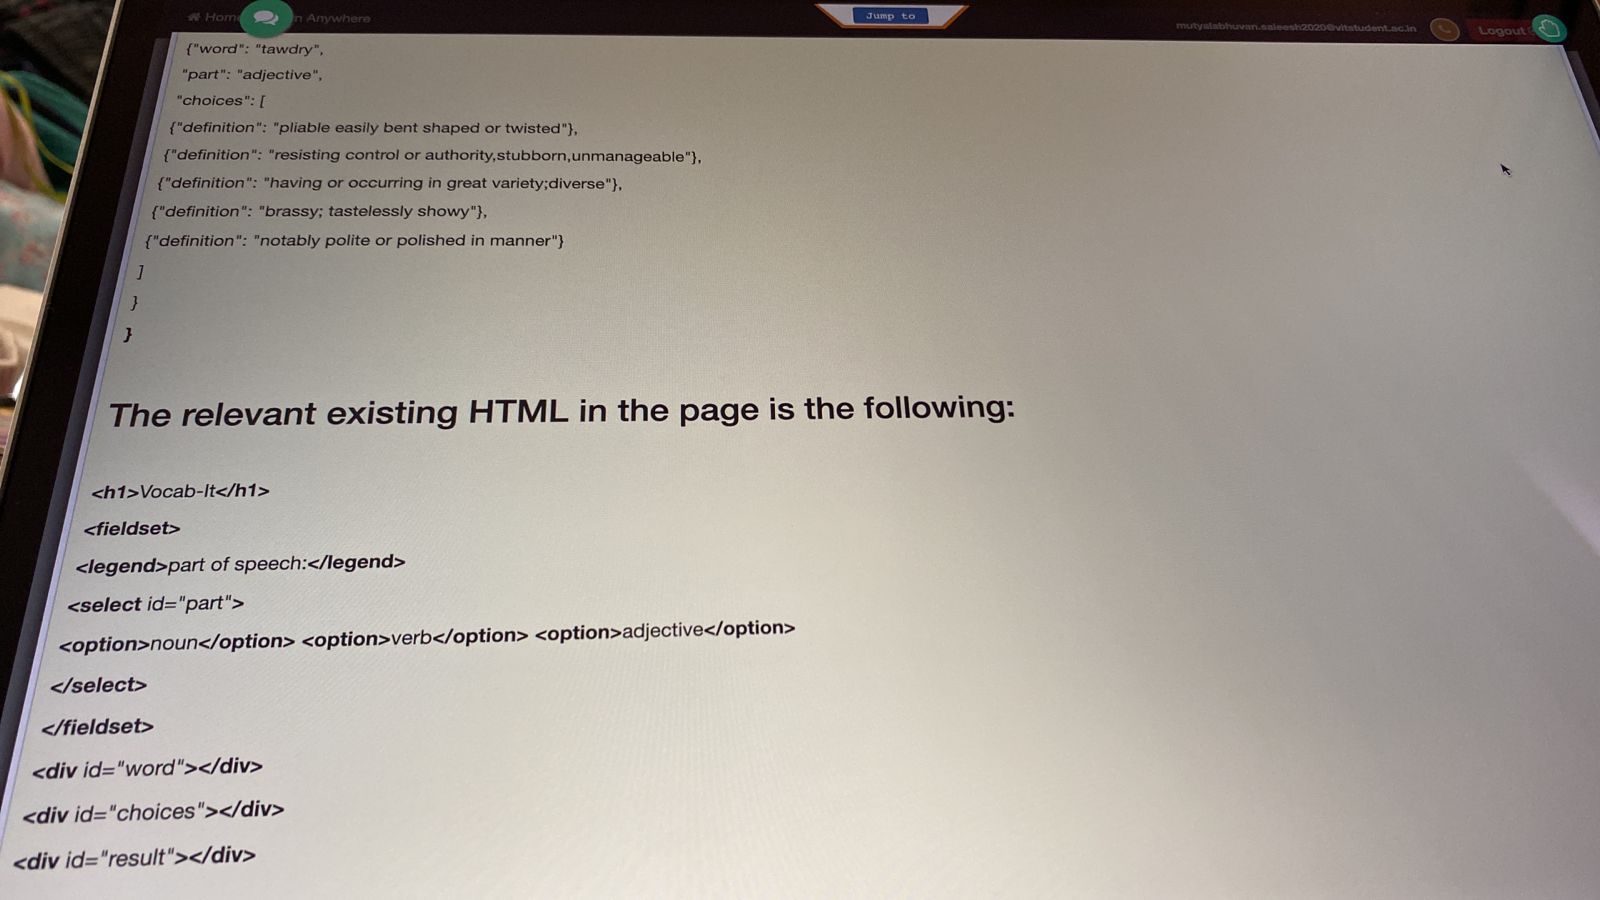 Home
n Anywhere
Jump to
mutyalabhuvan.saleesh2020@vitstudent.ac.in
Logout
{"word": "tawdry",
"part": "adjective",
"choices": [
{"definition": "pliable easily bent shaped or twisted"},
{"definition": "resisting control or authority,stubborn,unmanageable"},
{"definition": "having or occurring in great variety;diverse"},
{"definition": "brassy; tastelessly showy"},
{"definition": "notably polite or polished in manner"}
]
}
}
The relevant existing HTML in the page is the following:
<h1>Vocab-It</h1>
<fieldset>
<legend>part of speech:</legend>
<select id="part">
<option>noun</option> <option>verb</option> <option>adjective</option>
</select>
</fieldset>
<div id="word"></div>
<div id="choices"></div>
<div id="result"></div>